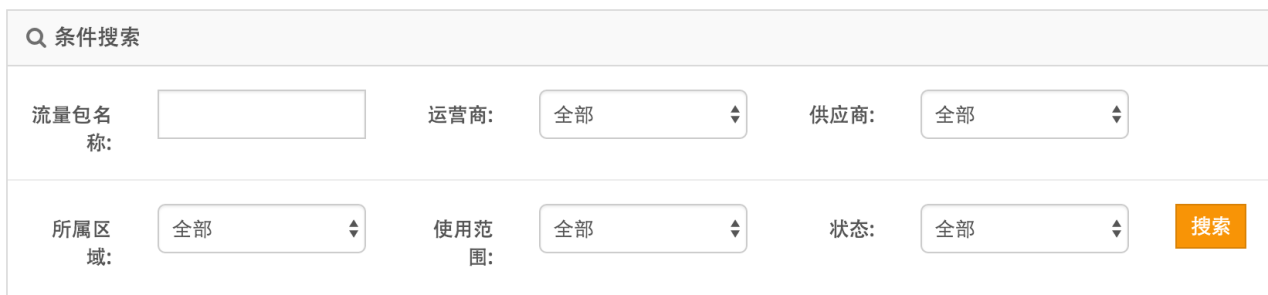 条件搜索
流量包名称:
全部
运营商:
全部
供应商:
所属区域:
全部
使用范围:
全部
状态:
全部
搜索